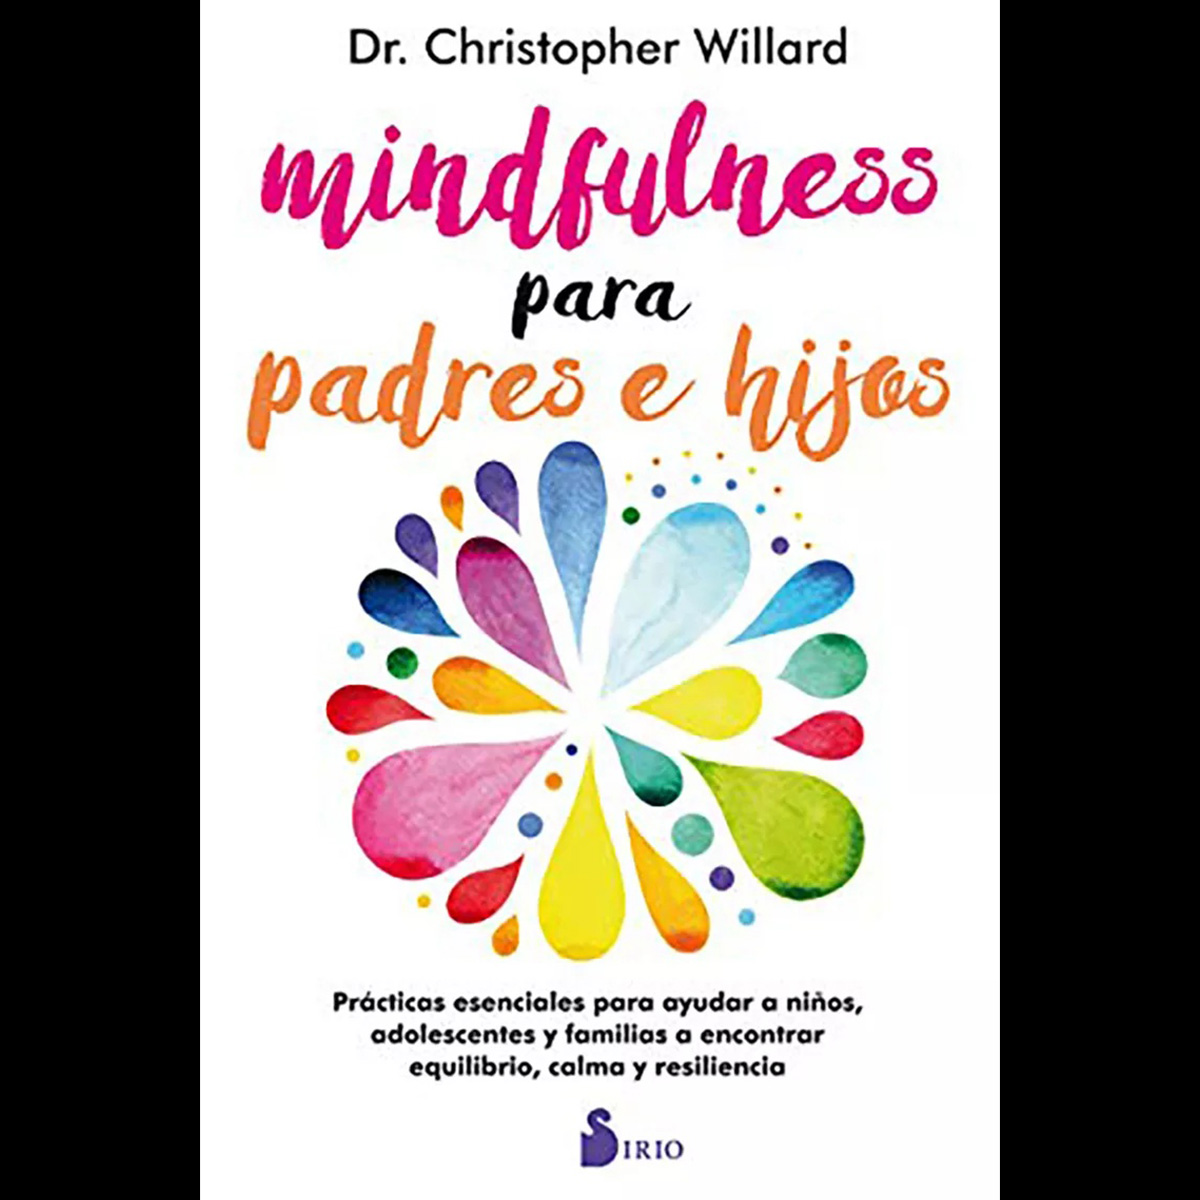 Dr. Christopher Willard
mindfulness
para
padres e hijos
Prácticas esenciales para ayudar a niños,
adolescentes y familias a encontrar
equilibrio, calma y resiliencia
SIRIO